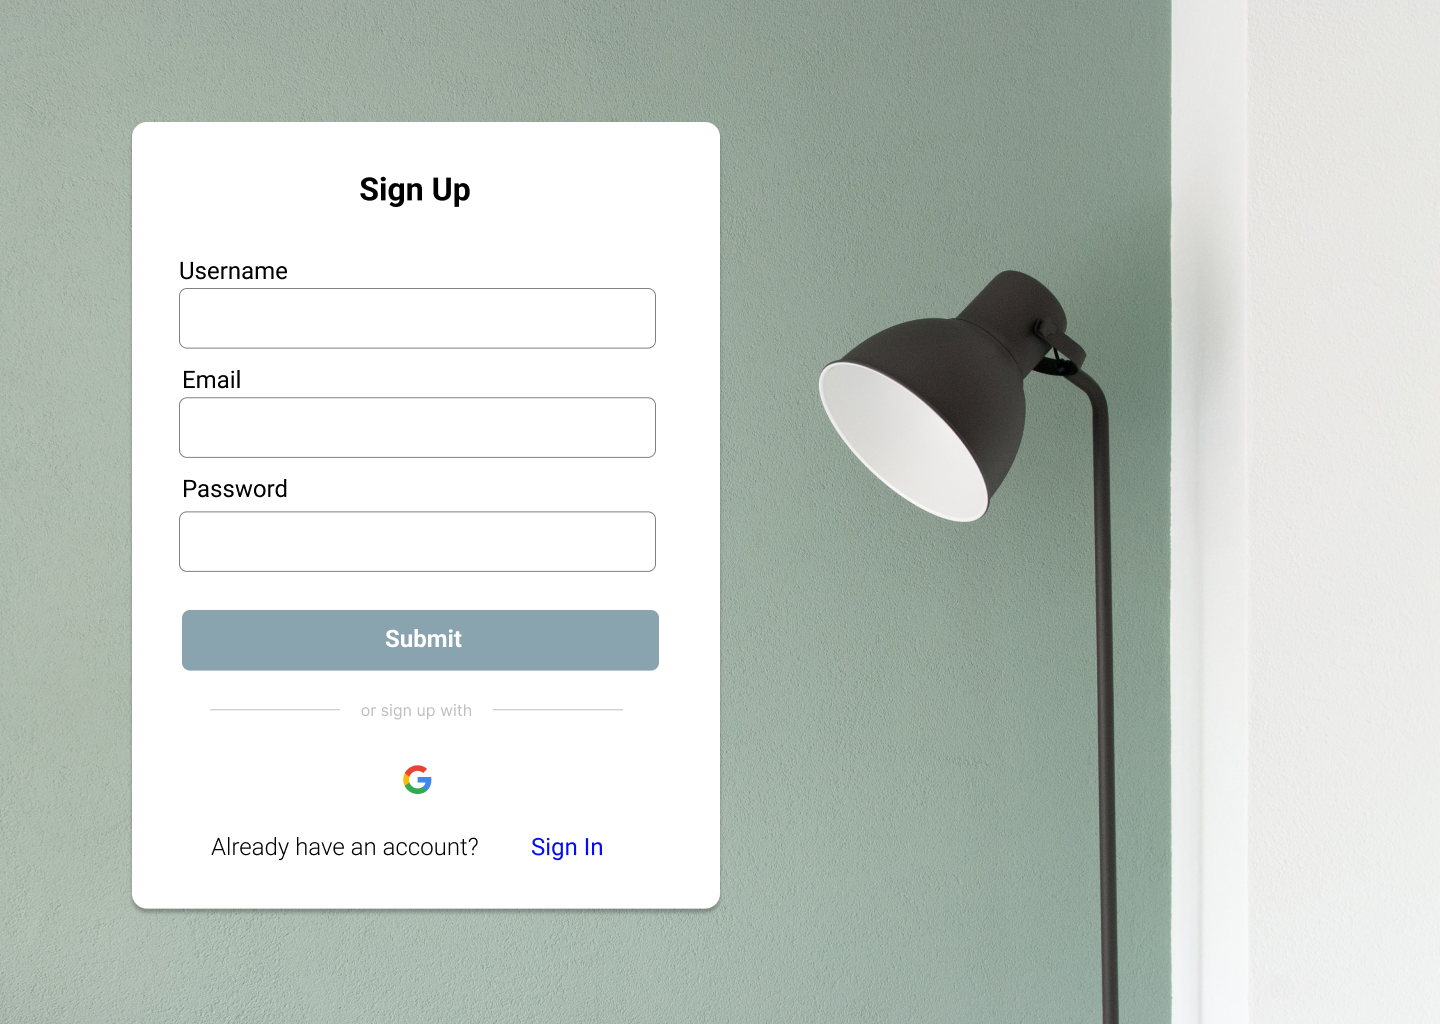 Sign Up
Username
Email
Password
Submit
or sign up with
Already have an account? Sign In